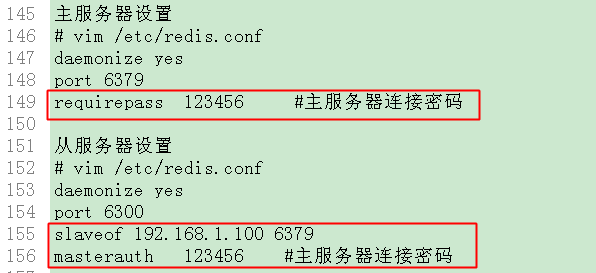 145 主服务器设置
146 # vim /etc/redis.conf
147 daemonize yes
148 port 6379
149 requirepass  123456     #主服务器连接密码
150
151 从服务器设置
152 # vim /etc/redis.conf
153 daemonize yes
154 port 6300
155 slaveof 192.168.1.100 6379
156 masterauth   123456     #主服务器连接密码